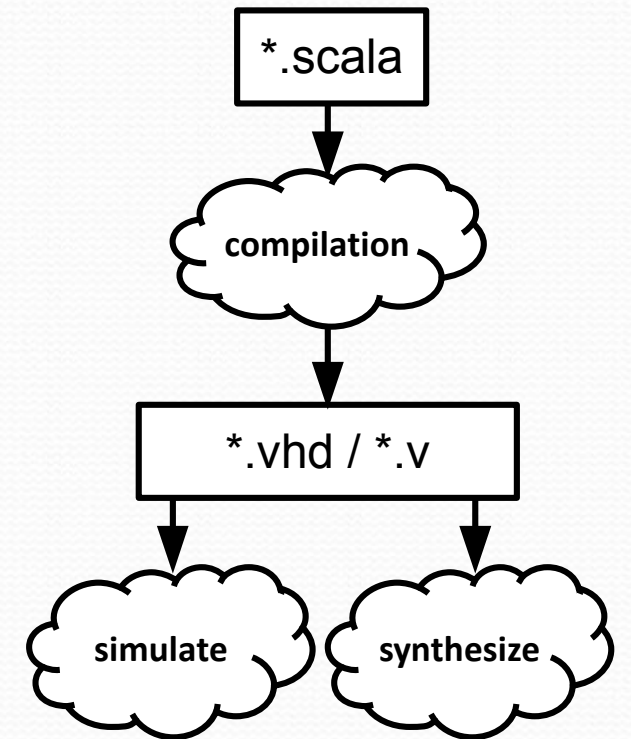 *.scala
compilation
*.vhd / *.v
simulate
synthesize